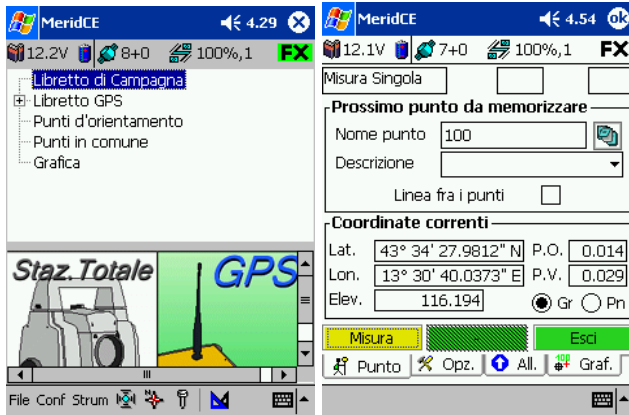 MeridCE 4.29
12.2V 8+0 100%,1 FX
Libretto di Campagna
Libretto GPS
Punti d'orientamento
Punti in comune
Grafica
Staz.Totale GPS
File Conf Strum
MeridCE 4.54 ok
12.1V 7+0 100%,1 FX
Misura Singola
Prossimo punto da memorizzare
Nome punto 100
Descrizione
Linea fra i punti
Coordinate correnti
Lat. 43° 34' 27.9812" N P.O. 0.014
Lon. 13° 30' 40.0373" E P.V. 0.029
Elev. 116.194 Gr Pn
Misura - Esci
Punto Opz. All. Graf.